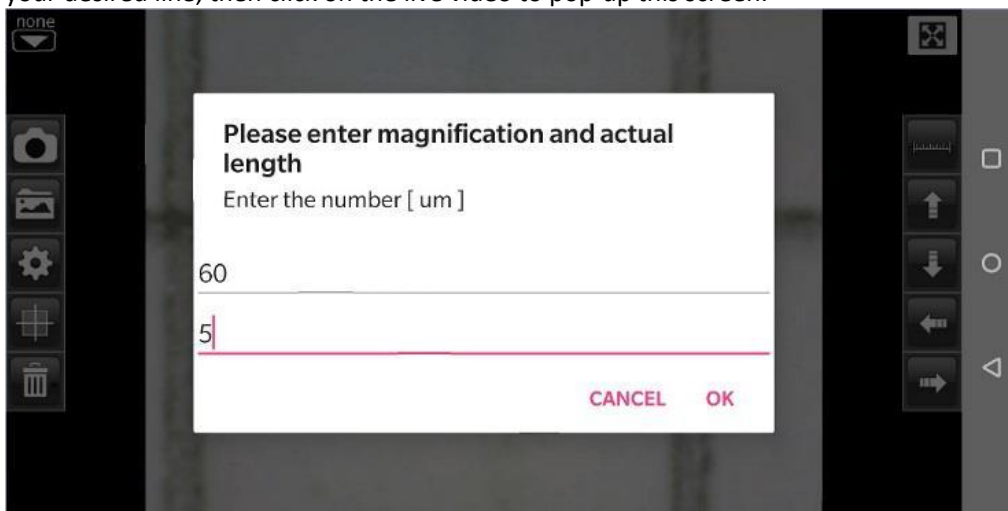 your desired line, then click on the live video to pop-up this screen.
none
Please enter magnification and actual
length
Enter the number [ um ]
60
5
CANCEL OK